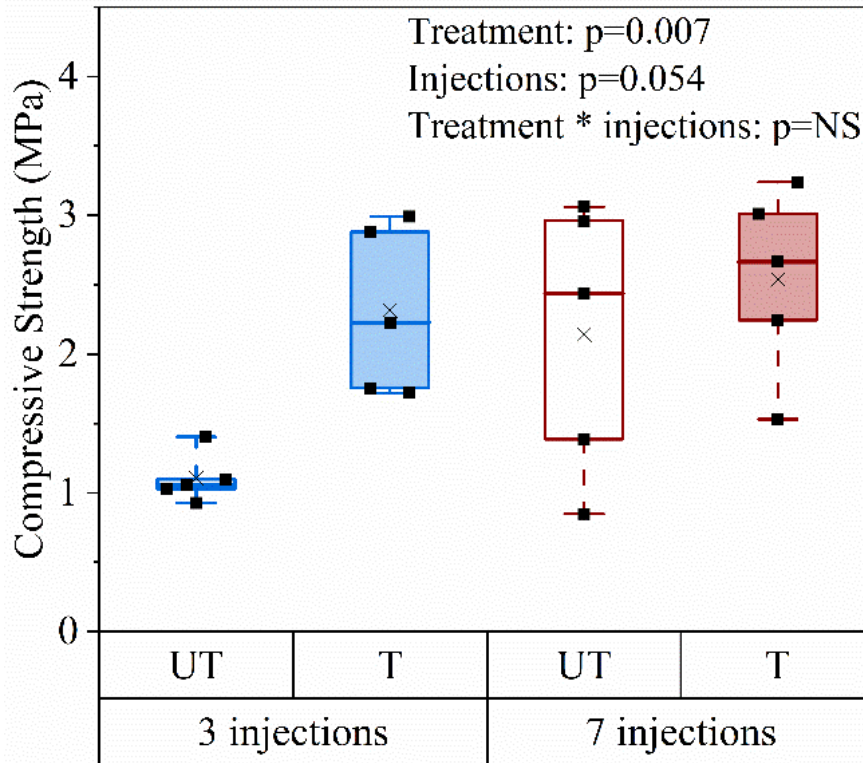 Treatment: p=0.007
Injections: p=0.054
Treatment * injections: p=NS
Compressive Strength (MPa)
4
3
2
1
0
UT T UT T
3 injections 7 injections